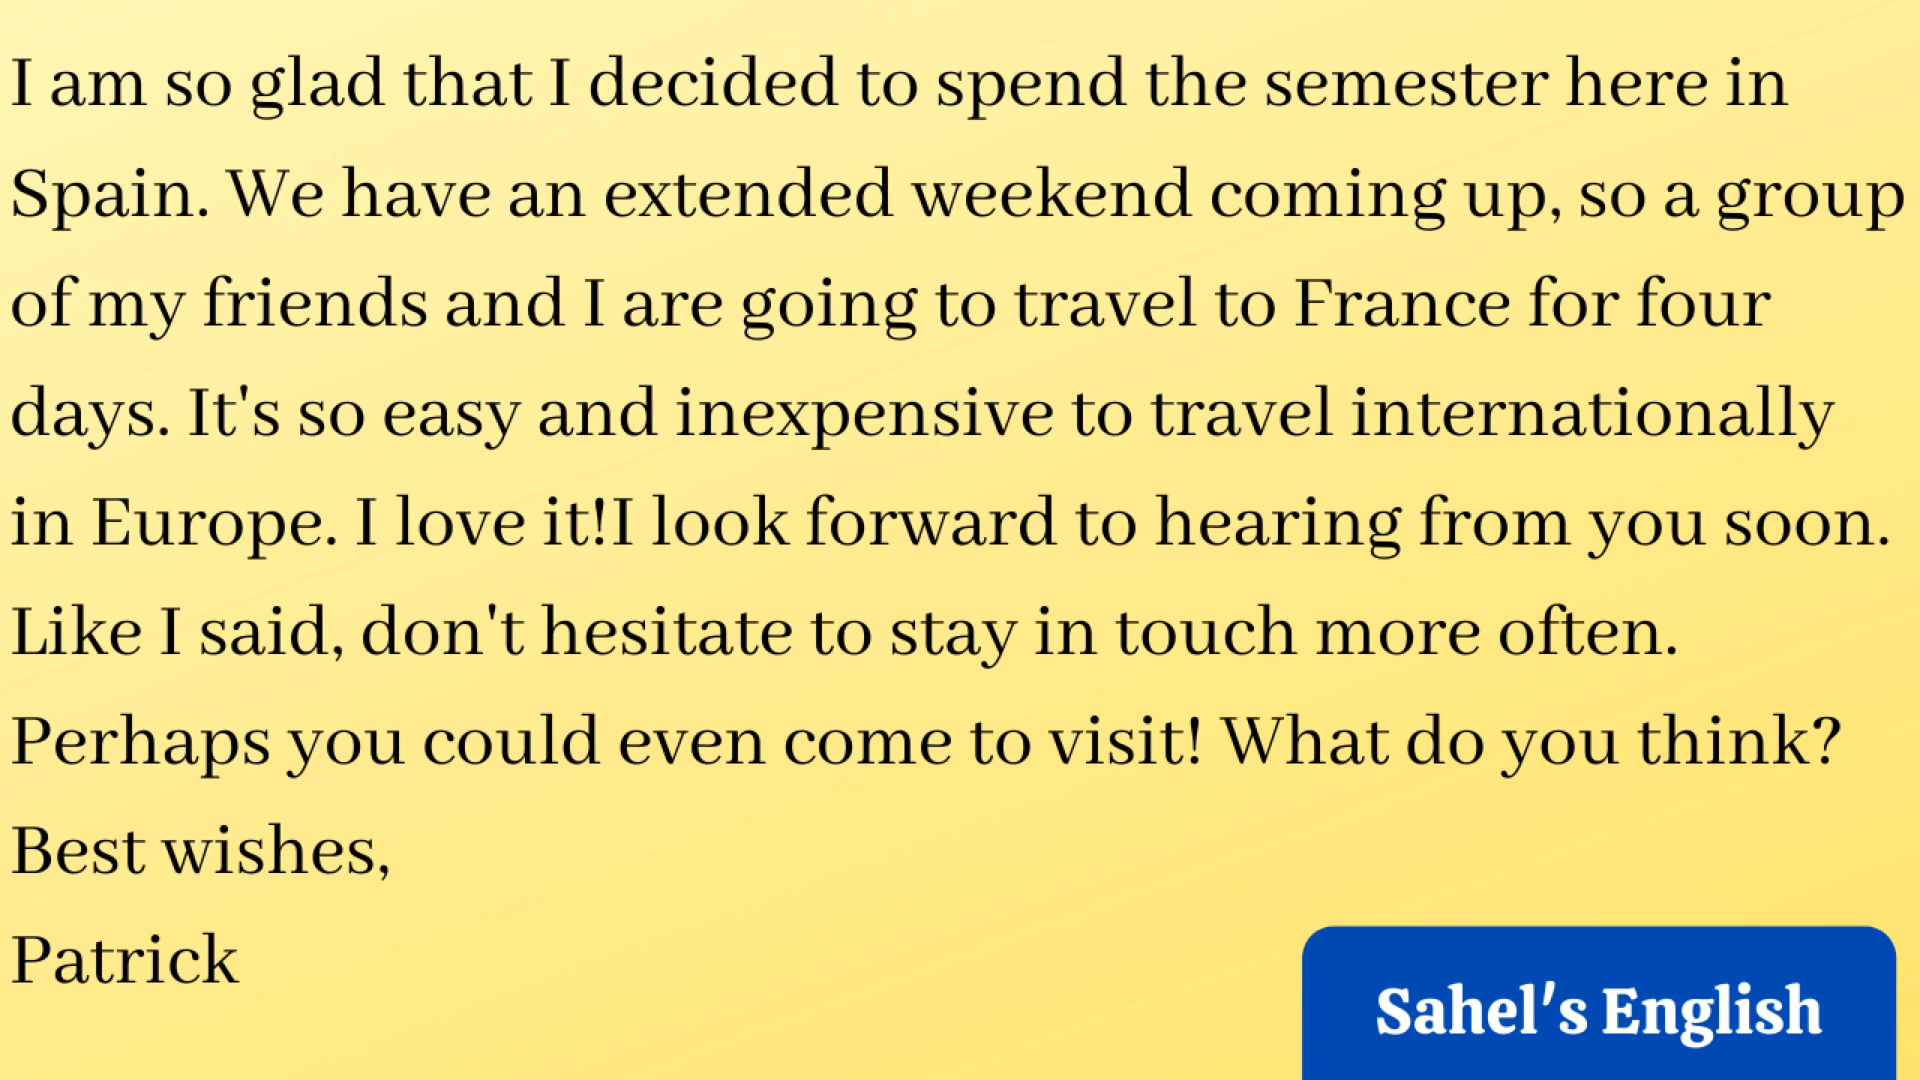 I am so glad that I decided to spend the semester here in
Spain. We have an extended weekend coming up, so a group
of my friends and I are going to travel to France for four
days. It's so easy and inexpensive to travel internationally
in Europe. I love it!I look forward to hearing from you soon.
Like I said, don't hesitate to stay in touch more often.
Perhaps you could even come to visit! What do you think?
Best wishes,
Patrick
Sahel's English